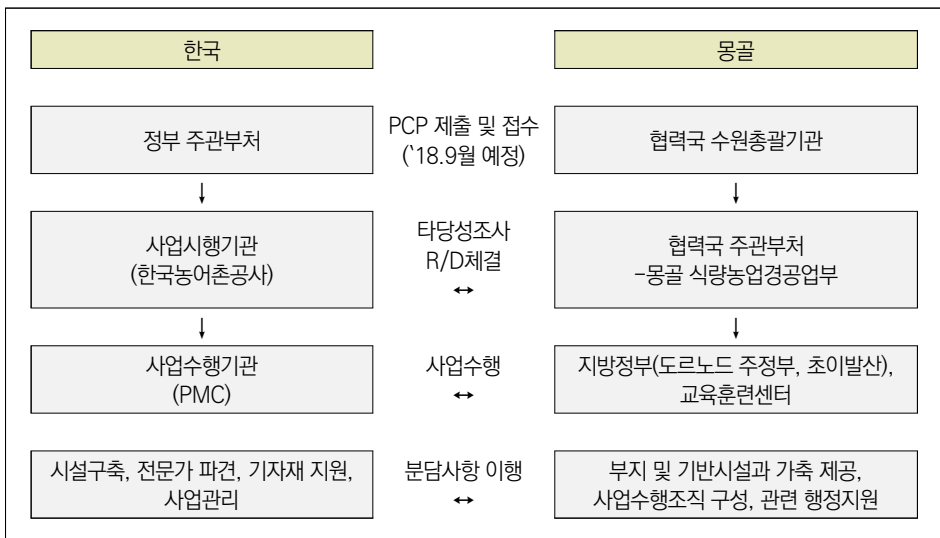 한국
몽골
정부 주관부처
PCP 제출 및 접수
(`18.9월 예정)
협력국 수원총괄기관
↓
↓
사업시행기관
(한국농어촌공사)
타당성조사
R/D체결
↔
협력국 주관부처
-몽골 식량농업경공업부
↓
↓
사업수행기관
(PMC)
사업수행
↔
지방정부(도르노드 주정부, 초이발산),
교육훈련센터
시설구축, 전문가 파견, 기자재 지원,
사업관리
분담사항 이행
↔
부지 및 기반시설과 가축 제공,
사업수행조직 구성, 관련 행정지원